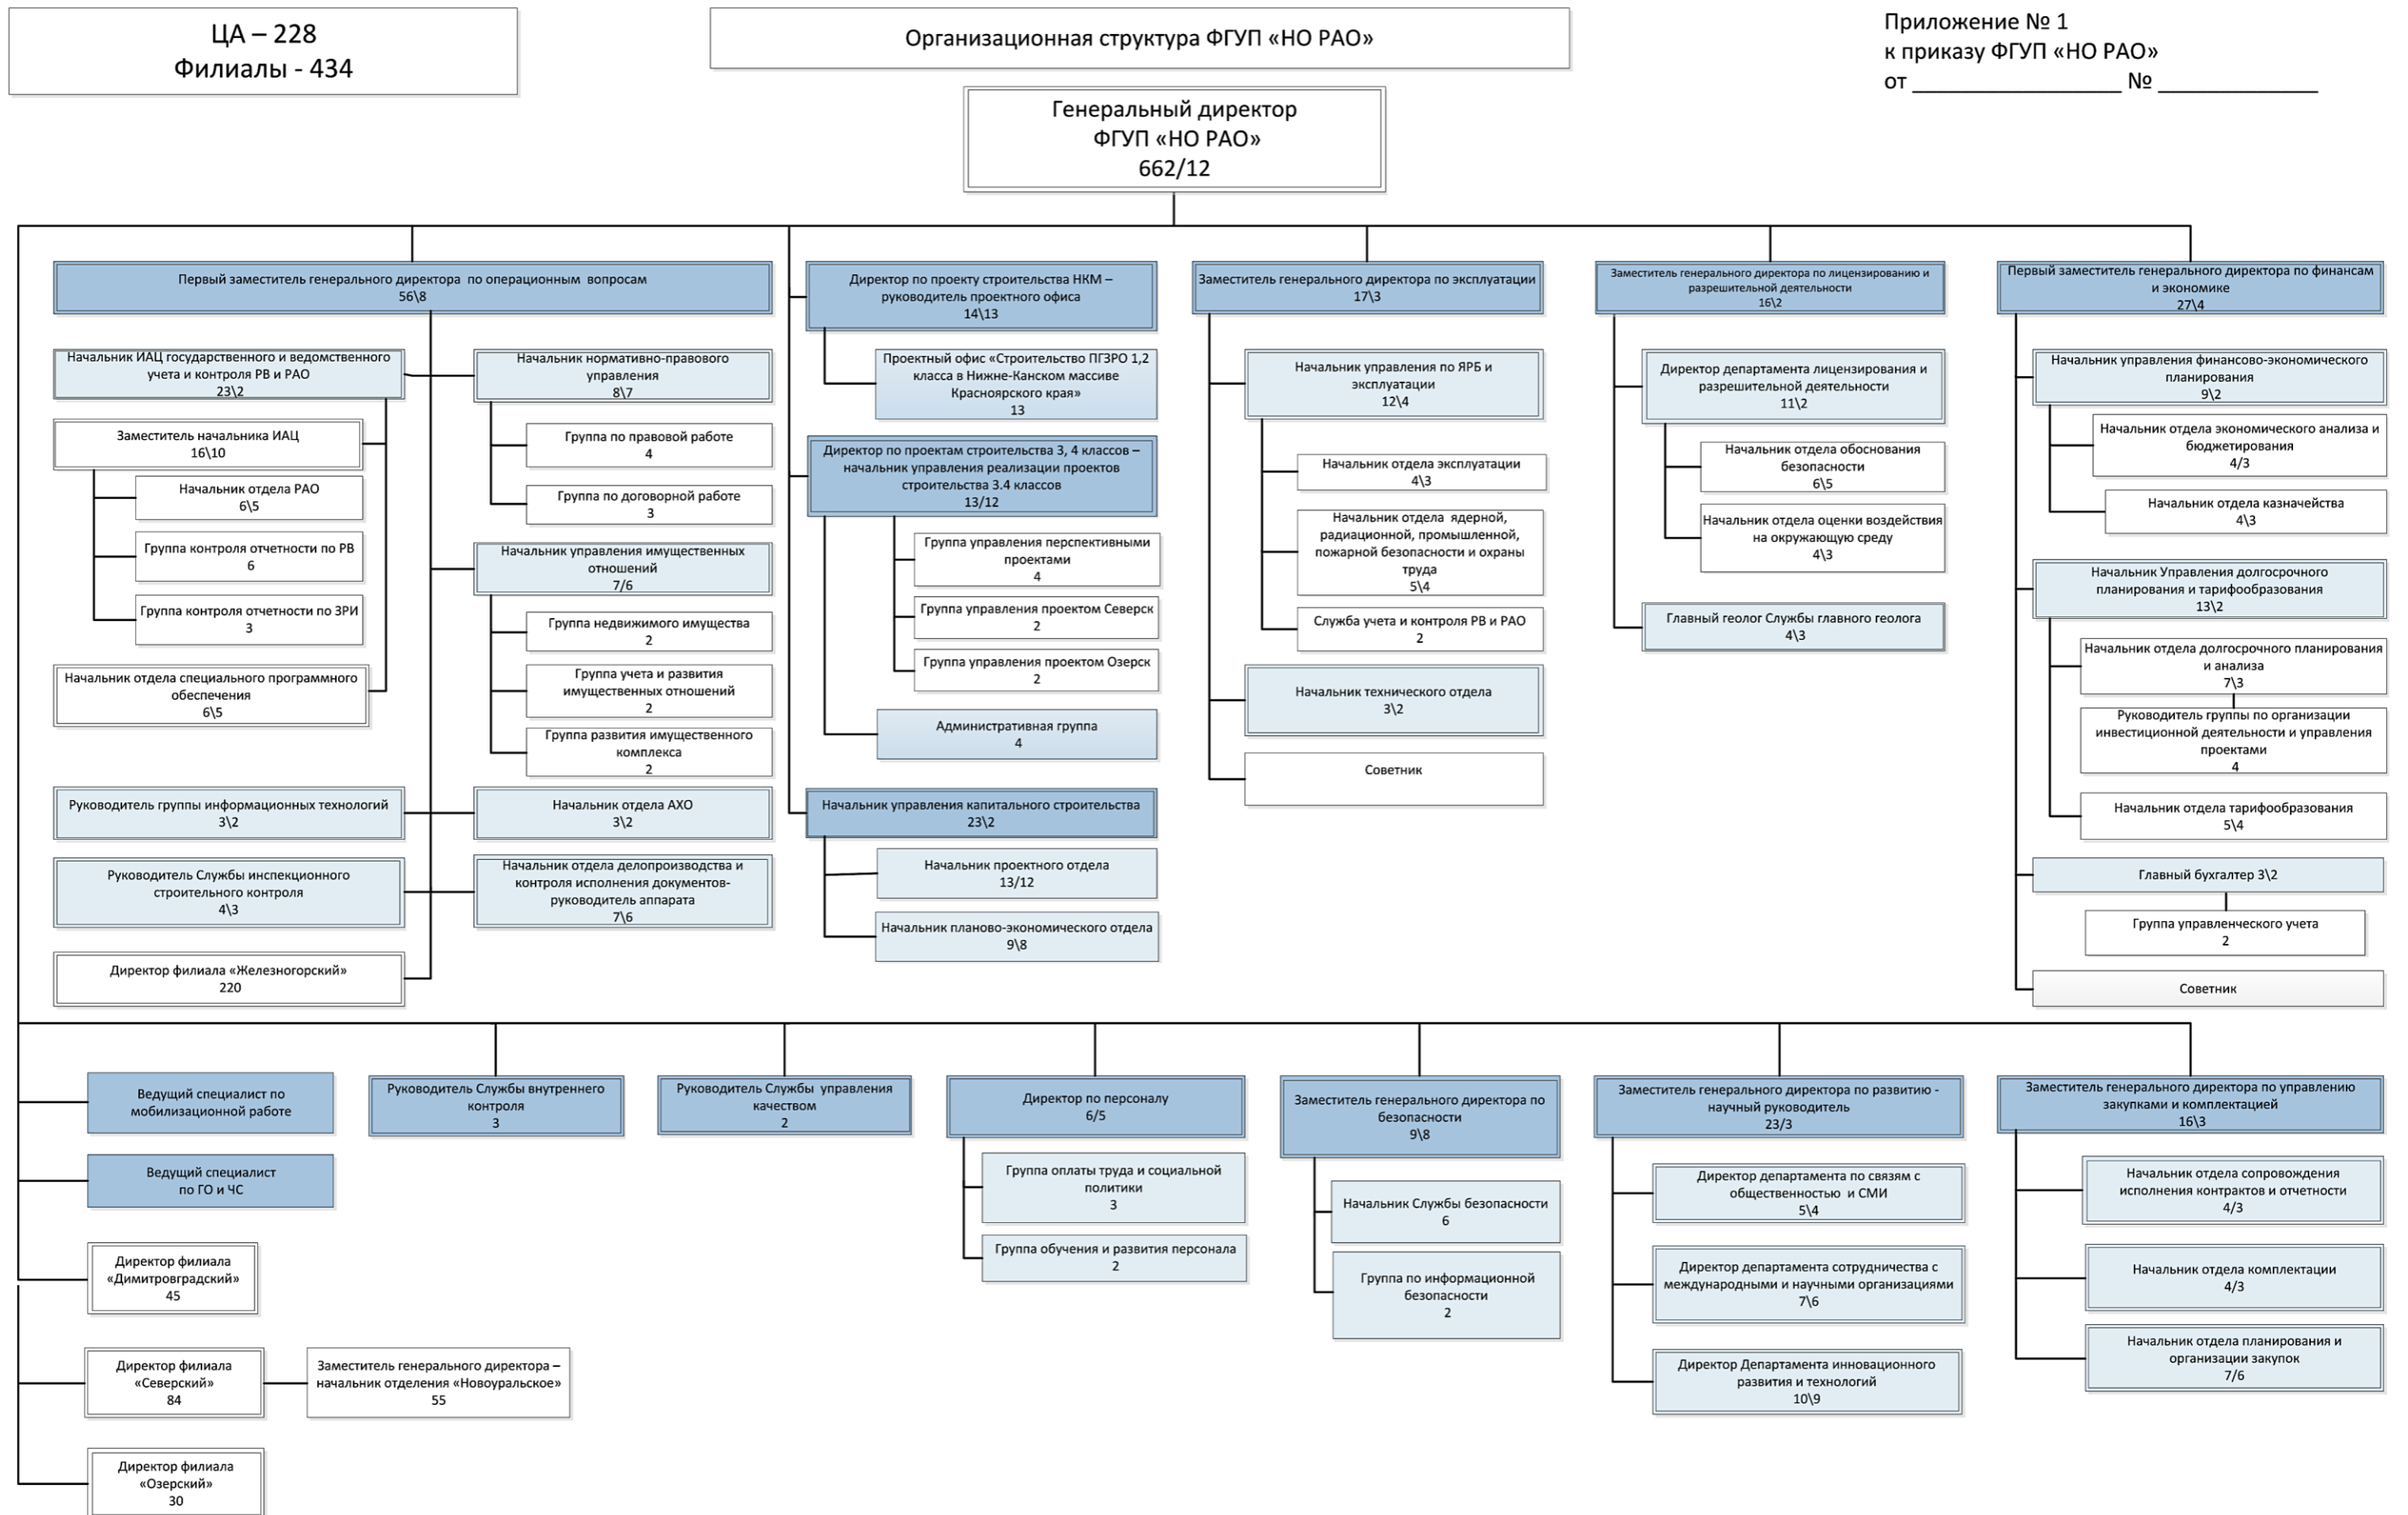 ЦА – 228
Филиалы - 434
Организационная структура ФГУП «НО РАО»
Приложение № 1
к приказу ФГУП «НО РАО»
от _________________ № _____________
Генеральный директор
ФГУП «НО РАО»
662/12
Первый заместитель генерального директора по операционным вопросам
56\8
Начальник ИАЦ государственного и ведомственного
учета и контроля РВ и РАО
23\2
Заместитель начальника ИАЦ
16\10
Начальник отдела РАО
6\5
Группа контроля отчетности по РВ
6
Группа контроля отчетности по ЗРИ
3
Начальник отдела специального программного
обеспечения
6\5
Начальник нормативно-правового
управления
8\7
Группа по правовой работе
4
Группа по договорной работе
3
Начальник управления имущественных
отношений
7/6
Группа недвижимого имущества
2
Группа учета и развития
имущественных отношений
2
Группа развития имущественного
комплекса
2
Руководитель группы информационных технологий
3\2
Начальник отдела АХО
3\2
Руководитель Службы инспекционного
строительного контроля
4\3
Начальник отдела делопроизводства и
контроля исполнения документов-
руководитель аппарата
7\6
Директор филиала «Железногорский»
220
Директор по проекту строительства НКМ –
руководитель проектного офиса
14\13
Проектный офис «Строительство ПГЗРО 1,2
класса в Нижне-Канском массиве
Красноярского края»
13
Директор по проектам строительства 3, 4 классов –
начальник управления реализации проектов
строительства 3.4 классов
13/12
Группа управления перспективными
проектами
4
Группа управления проектом Северск
2
Группа управления проектом Озерск
2
Административная группа
4
Начальник управления капитального строительства
23\2
Начальник проектного отдела
13/12
Начальник планово-экономического отдела
9\8
Заместитель генерального директора по эксплуатации
17\3
Начальник управления по ЯРБ и
эксплуатации
12\4
Начальник отдела эксплуатации
4\3
Начальник отдела ядерной,
радиационной, промышленной,
пожарной безопасности и охраны
труда
5\4
Служба учета и контроля РВ и РАО
2
Начальник технического отдела
3\2
Советник
Заместитель генерального директора по лицензированию и
разрешительной деятельности
16\2
Директор департамента лицензирования и
разрешительной деятельности
11\2
Начальник отдела обоснования
безопасности
6\5
Начальник отдела оценки воздействия
на окружающую среду
4\3
Главный геолог Службы главного геолога
4\3
Первый заместитель генерального директора по финансам
и экономике
27\4
Начальник управления финансово-экономического
планирования
9\2
Начальник отдела экономического анализа и
бюджетирования
4/3
Начальник отдела казначейства
4\3
Начальник Управления долгосрочного
планирования и тарифообразования
13\2
Начальник отдела долгосрочного планирования
и анализа
7\3
Руководитель группы по организации
инвестиционной деятельности и управления
проектами
4
Начальник отдела тарифообразования
5\4
Главный бухгалтер 3\2
Группа управленческого учета
2
Советник
Ведущий специалист по
мобилизационной работе
Ведущий специалист
по ГО и ЧС
Директор филиала
«Димитровградский»
45
Директор филиала
«Северский»
84
Заместитель генерального директора –
начальник отделения «Новоуральское»
55
Директор филиала
«Озерский»
30
Руководитель Службы внутреннего
контроля
3
Руководитель Службы управления
качеством
2
Директор по персоналу
6/5
Группа оплаты труда и социальной
политики
3
Группа обучения и развития персонала
2
Заместитель генерального директора по
безопасности
9\8
Начальник Службы безопасности
6
Группа по информационной
безопасности
2
Заместитель генерального директора по развитию -
научный руководитель
23/3
Директор департамента по связям с
общественностью и СМИ
5\4
Директор департамента сотрудничества с
международными и научными организациями
7\6
Директор Департамента инновационного
развития и технологий
10\9
Заместитель генерального директора по управлению
закупками и комплектацией
16\3
Начальник отдела сопровождения
исполнения контрактов и отчетности
4/3
Начальник отдела комплектации
4/3
Начальник отдела планирования и
организации закупок
7/6